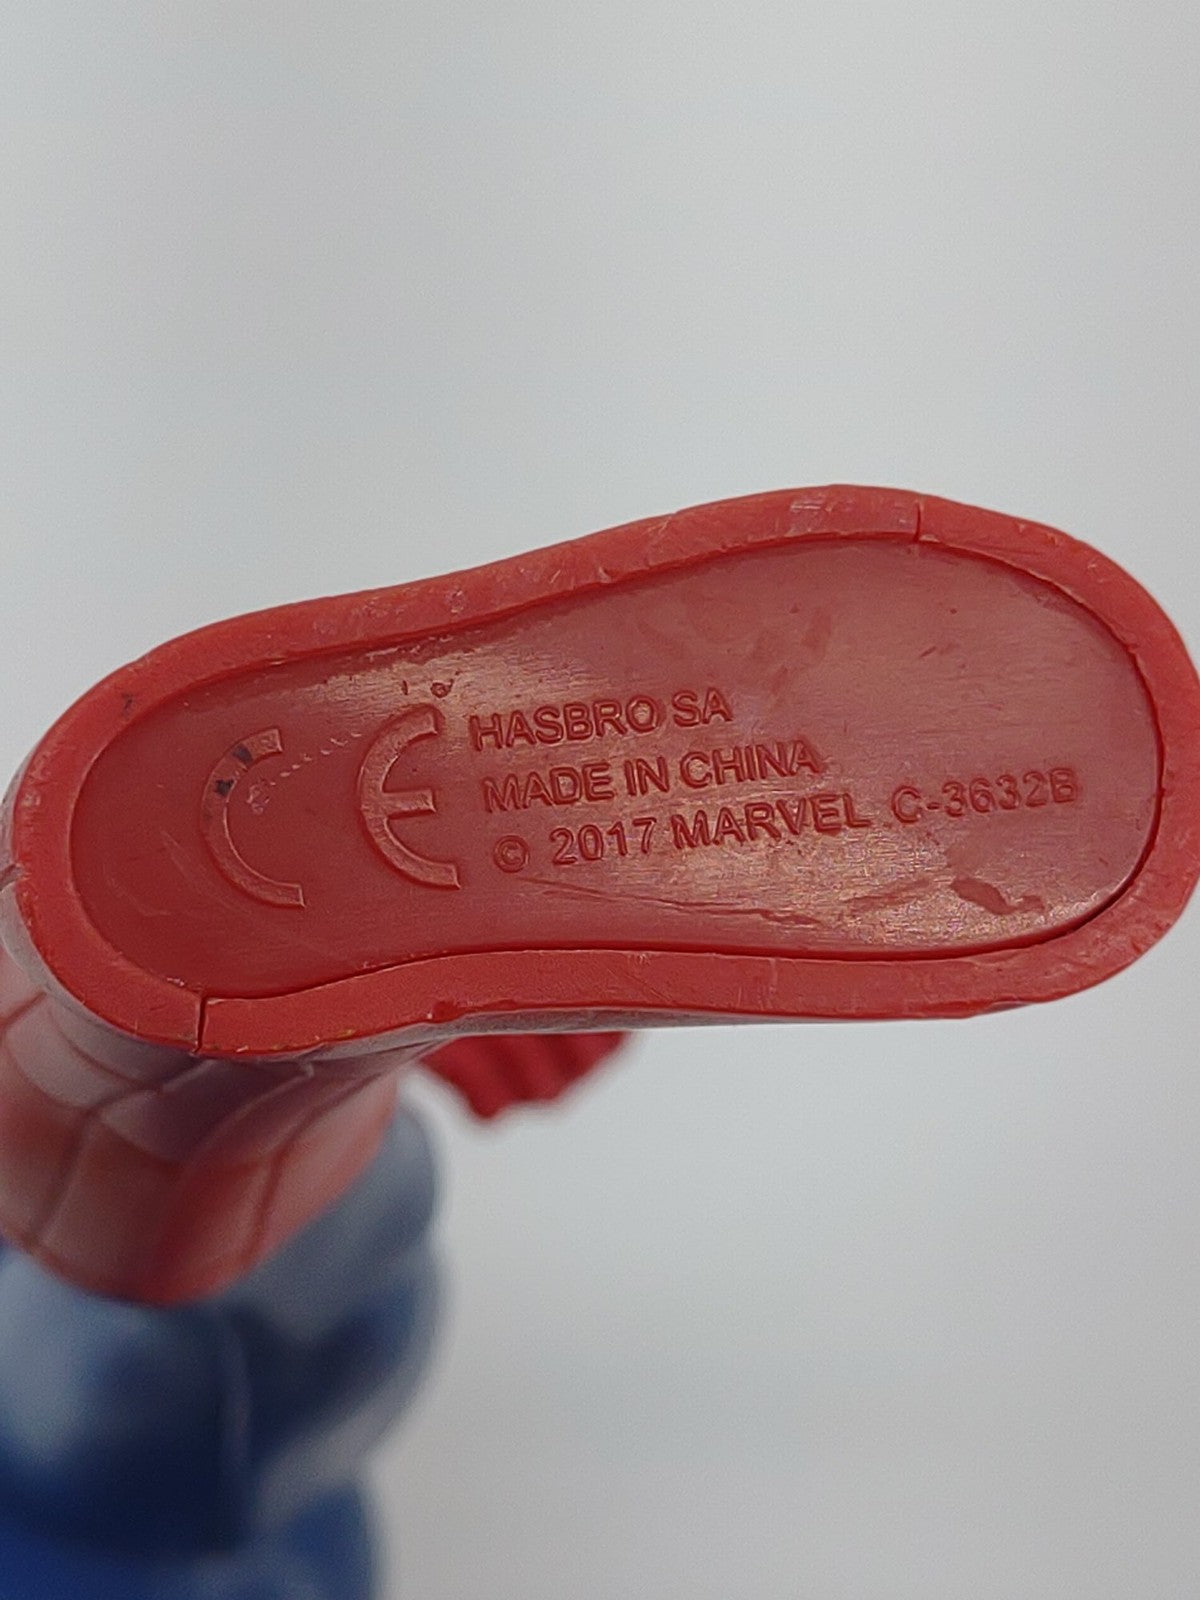 CE
HASBRO SA
MADE IN CHINA
© 2017 MARVEL C-3632B